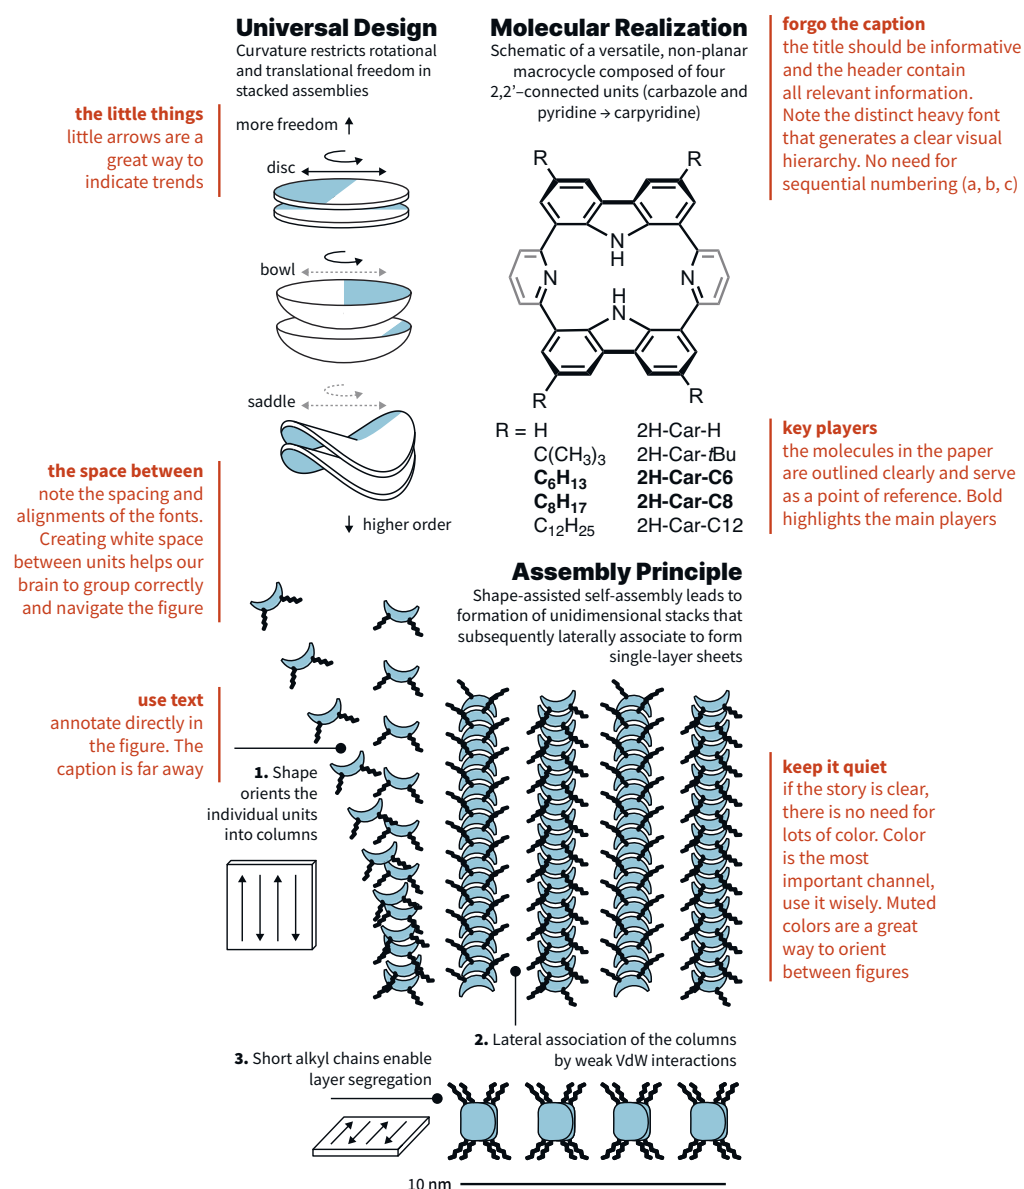 Universal Design
Curvature restricts rotational
and translational freedom in
stacked assemblies
more freedom ↑
disc
bowl
saddle
↓ higher order
Molecular Realization
Schematic of a versatile, non-planar
macrocycle composed of four
2,2’–connected units (carbazole and
pyridine → carpyridine)
R
R
N
H
N
N
H
N
R
R
R = H 2H-Car-H
C(CH₃)₃ 2H-Car-tBu
C₆H₁₃ 2H-Car-C6
C₈H₁₇ 2H-Car-C8
C₁₂H₂₅ 2H-Car-C12
forgo the caption
the title should be informative
and the header contain
all relevant information.
Note the distinct heavy font
that generates a clear visual
hierarchy. No need for
sequential numbering (a, b, c)
the little things
little arrows are a
great way to
indicate trends
key players
the molecules in the paper
are outlined clearly and serve
as a point of reference. Bold
highlights the main players
the space between
note the spacing and
alignments of the fonts.
Creating white space
between units helps our
brain to group correctly
and navigate the figure
Assembly Principle
Shape-assisted self-assembly leads to
formation of unidimensional stacks that
subsequently laterally associate to form
single-layer sheets
use text
annotate directly in
the figure. The
caption is far away
1. Shape
orients the
individual units
into columns
keep it quiet
if the story is clear,
there is no need for
lots of color. Color
is the most
important channel,
use it wisely. Muted
colors are a great
way to orient
between figures
2. Lateral association of the columns
by weak VdW interactions
3. Short alkyl chains enable
layer segregation
10 nm